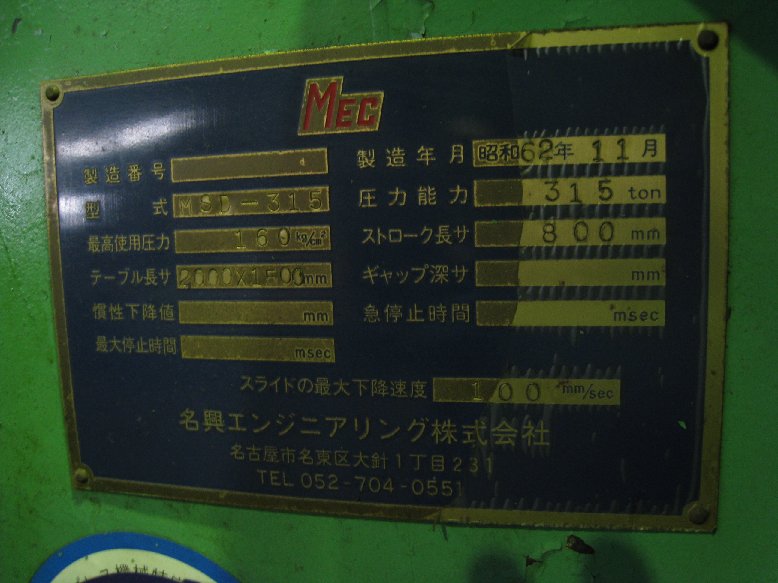 MEC
製造番号
製造年月 昭和62年 11月
型式 MSD-315
圧力能力 315 ton
最高使用圧力 160 kg/cm²
ストローク長サ 800 mm
テーブル長サ 2000X1500mm
ギャップ深サ mm
慣性下降値 mm
急停止時間 msec
最大停止時間 msec
スライドの最大下降速度 100 mm/sec
名興エンジニアリング株式会社
名古屋市名東区大針1丁目231
TEL 052-704-0551